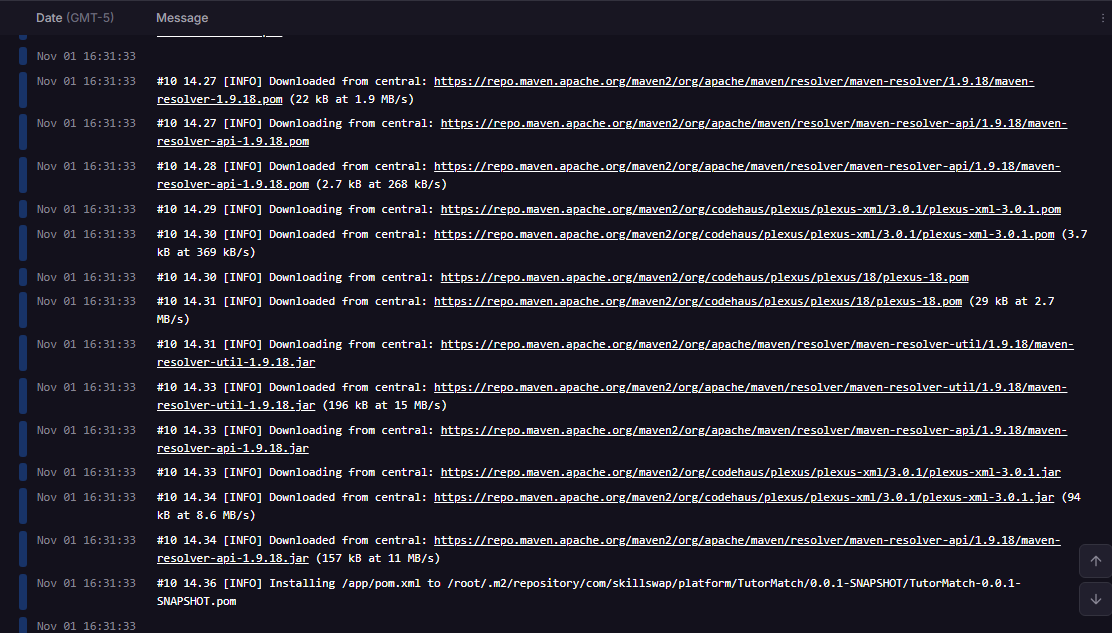 Date (GMT-5) Message
Nov 01 16:31:33
Nov 01 16:31:33 #10 14.27 [INFO] Downloaded from central: https://repo.maven.apache.org/maven2/org/apache/maven/resolver/maven-resolver/1.9.18/maven-
resolver-1.9.18.pom (22 kB at 1.9 MB/s)
Nov 01 16:31:33 #10 14.27 [INFO] Downloading from central: https://repo.maven.apache.org/maven2/org/apache/maven/resolver/maven-resolver-api/1.9.18/maven-
resolver-api-1.9.18.pom
Nov 01 16:31:33 #10 14.28 [INFO] Downloaded from central: https://repo.maven.apache.org/maven2/org/apache/maven/resolver/maven-resolver-api/1.9.18/maven-
resolver-api-1.9.18.pom (2.7 kB at 268 kB/s)
Nov 01 16:31:33 #10 14.29 [INFO] Downloading from central: https://repo.maven.apache.org/maven2/org/codehaus/plexus/plexus-xml/3.0.1/plexus-xml-3.0.1.pom
Nov 01 16:31:33 #10 14.30 [INFO] Downloaded from central: https://repo.maven.apache.org/maven2/org/codehaus/plexus/plexus-xml/3.0.1/plexus-xml-3.0.1.pom (3.7
kB at 369 kB/s)
Nov 01 16:31:33 #10 14.30 [INFO] Downloading from central: https://repo.maven.apache.org/maven2/org/codehaus/plexus/plexus/18/plexus-18.pom
Nov 01 16:31:33 #10 14.31 [INFO] Downloaded from central: https://repo.maven.apache.org/maven2/org/codehaus/plexus/plexus/18/plexus-18.pom (29 kB at 2.7
MB/s)
Nov 01 16:31:33 #10 14.31 [INFO] Downloading from central: https://repo.maven.apache.org/maven2/org/apache/maven/resolver/maven-resolver-util/1.9.18/maven-
resolver-util-1.9.18.jar
Nov 01 16:31:33 #10 14.33 [INFO] Downloaded from central: https://repo.maven.apache.org/maven2/org/apache/maven/resolver/maven-resolver-util/1.9.18/maven-
resolver-util-1.9.18.jar (196 kB at 15 MB/s)
Nov 01 16:31:33 #10 14.33 [INFO] Downloading from central: https://repo.maven.apache.org/maven2/org/apache/maven/resolver/maven-resolver-api/1.9.18/maven-
resolver-api-1.9.18.jar
Nov 01 16:31:33 #10 14.33 [INFO] Downloading from central: https://repo.maven.apache.org/maven2/org/codehaus/plexus/plexus-xml/3.0.1/plexus-xml-3.0.1.jar
Nov 01 16:31:33 #10 14.34 [INFO] Downloaded from central: https://repo.maven.apache.org/maven2/org/codehaus/plexus/plexus-xml/3.0.1/plexus-xml-3.0.1.jar (94
kB at 8.6 MB/s)
Nov 01 16:31:33 #10 14.34 [INFO] Downloaded from central: https://repo.maven.apache.org/maven2/org/apache/maven/resolver/maven-resolver-api/1.9.18/maven-
resolver-api-1.9.18.jar (157 kB at 11 MB/s)
Nov 01 16:31:33 #10 14.36 [INFO] Installing /app/pom.xml to /root/.m2/repository/com/skillswap/platform/TutorMatch/0.0.1-SNAPSHOT/TutorMatch-0.0.1-
SNAPSHOT.pom
Nov 01 16:31:33